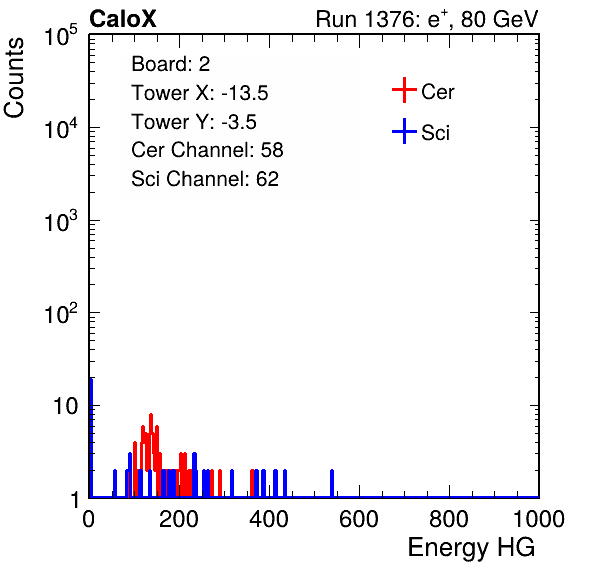 CaloX Run 1376: e⁺, 80 GeV
Counts
10⁵
10⁴
10³
10²
10
1
Board: 2
Tower X: -13.5
Tower Y: -3.5
Cer Channel: 58
Sci Channel: 62
Cer
Sci
0 200 400 600 800 1000
Energy HG